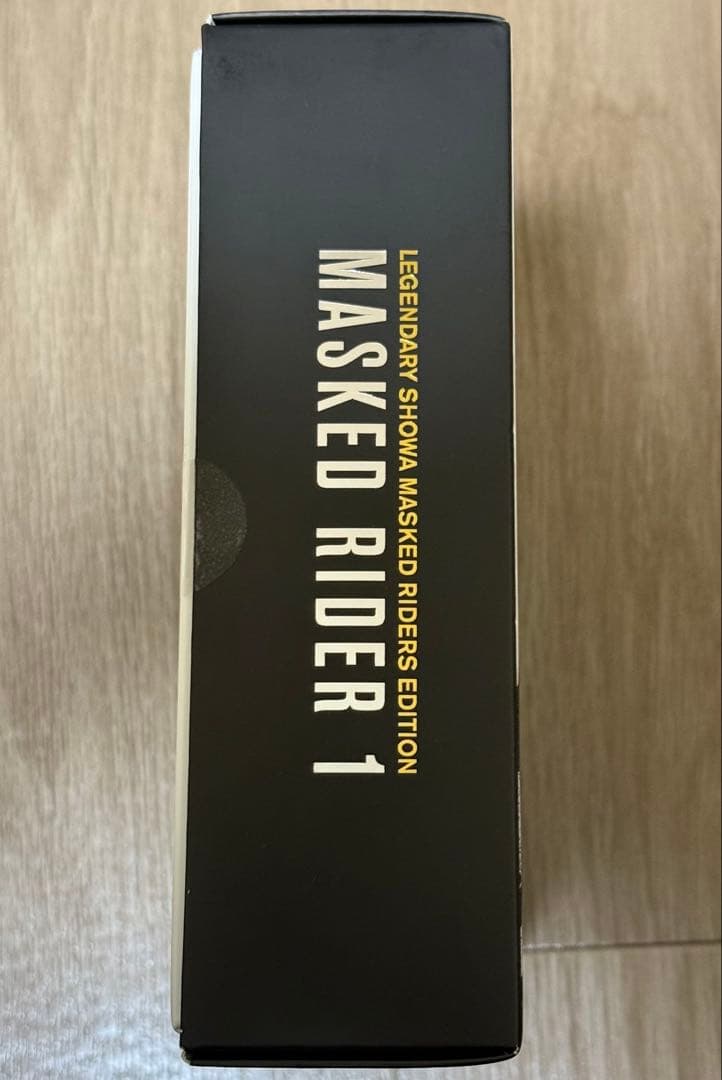 LEGENDARY SHOWA MASKED RIDERS EDITION
MASKED RIDER 1